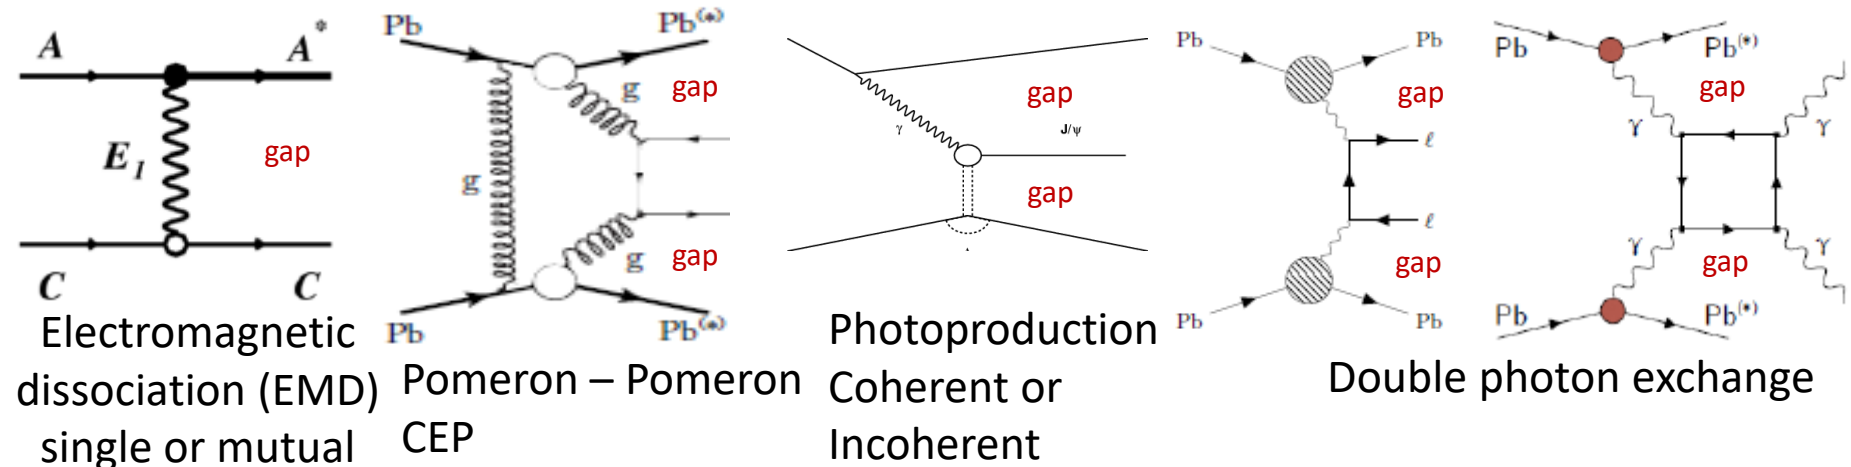 A A*
E1 gap
C C
Electromagnetic
dissociation (EMD)
single or mutual
Pb Pb(*)
g gap
g
g gap
Pb Pb(*)
Pomeron – Pomeron
CEP
gap
γ J/ψ
gap
Photoproduction
Coherent or
Incoherent
Pb Pb
gap
ℓ
ℓ
gap
Pb Pb
Pb Pb(*)
gap
γ γ
γ gap γ
Pb Pb(*)
Double photon exchange